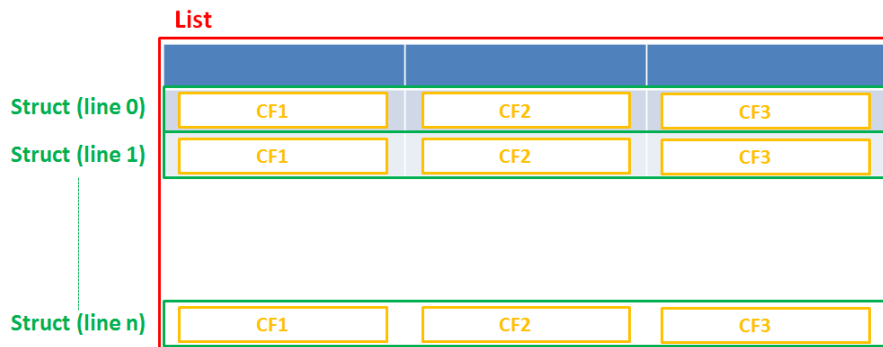 List
Struct (line 0) CF1 CF2 CF3
Struct (line 1) CF1 CF2 CF3
Struct (line n) CF1 CF2 CF3